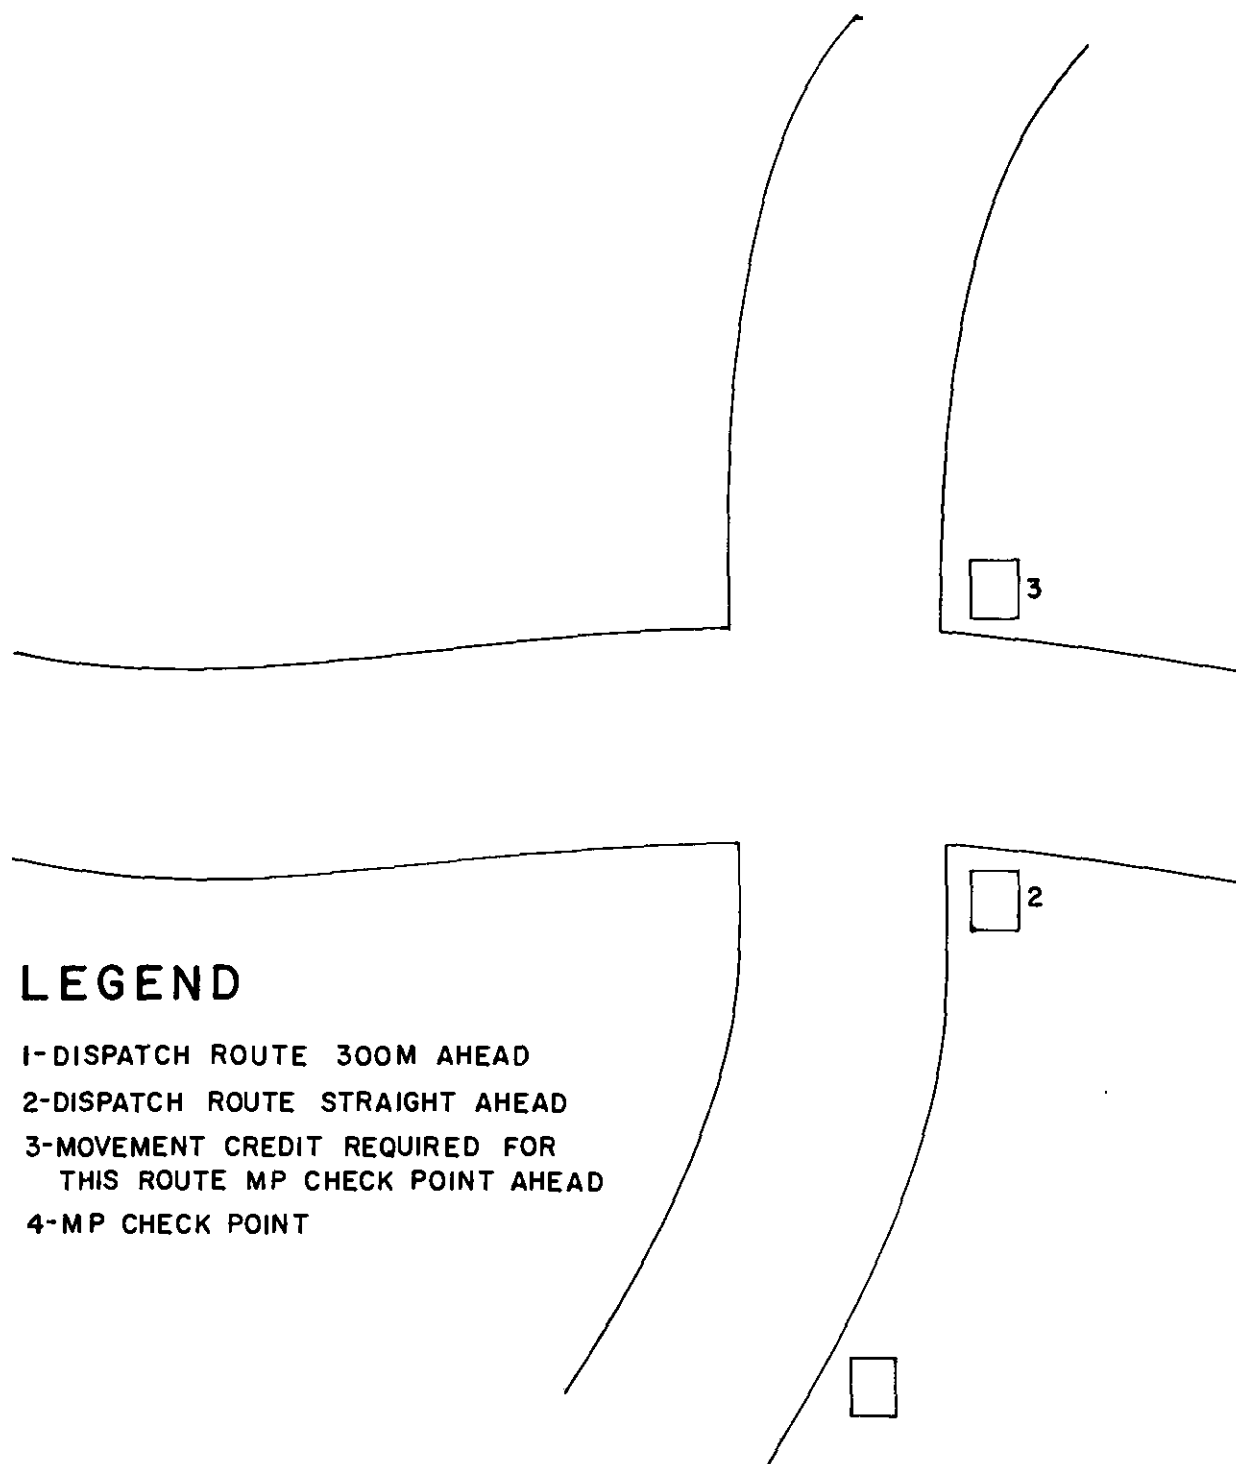 3
2
LEGEND
1-DISPATCH ROUTE 300M AHEAD
2-DISPATCH ROUTE STRAIGHT AHEAD
3-MOVEMENT CREDIT REQUIRED FOR
THIS ROUTE MP CHECK POINT AHEAD
4-MP CHECK POINT